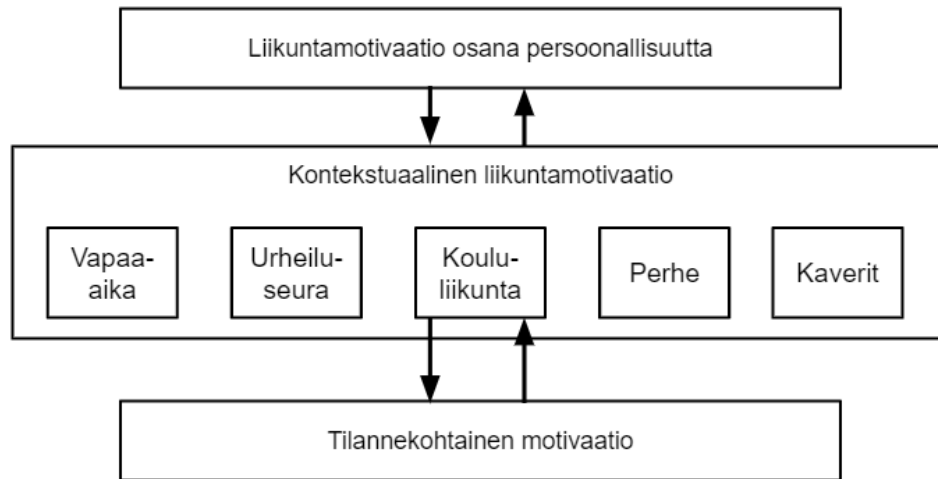 Liikuntamotivaatio osana persoonallisuutta
Kontekstuaalinen liikuntamotivaatio
Vapaa-
aika
Urheilu-
seura
Koulu-
liikunta
Perhe
Kaverit
Tilannekohtainen motivaatio